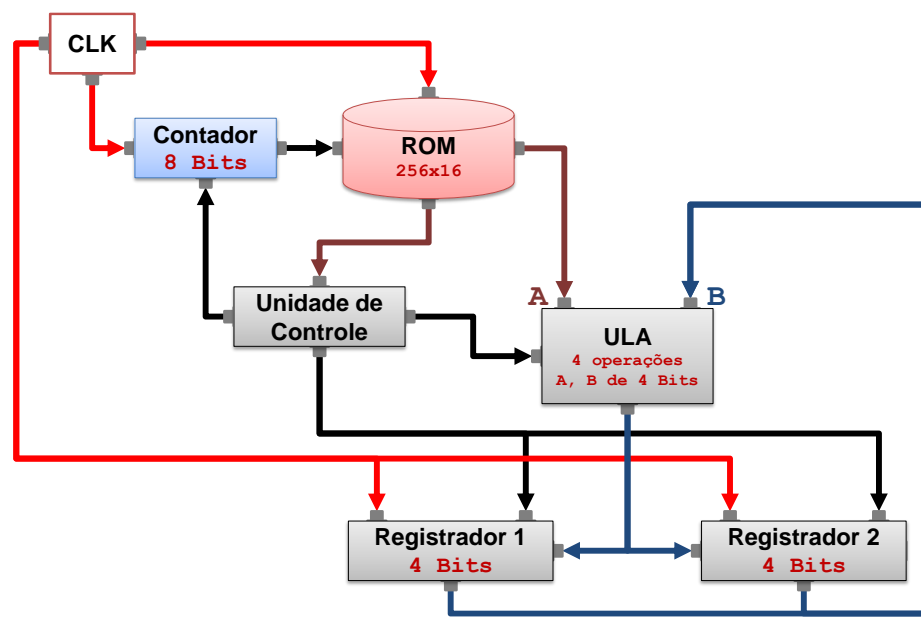 CLK
Contador
8 Bits
ROM
256x16
Unidade de
Controle
A
B
ULA
4 operações
A, B de 4 Bits
Registrador 1
4 Bits
Registrador 2
4 Bits